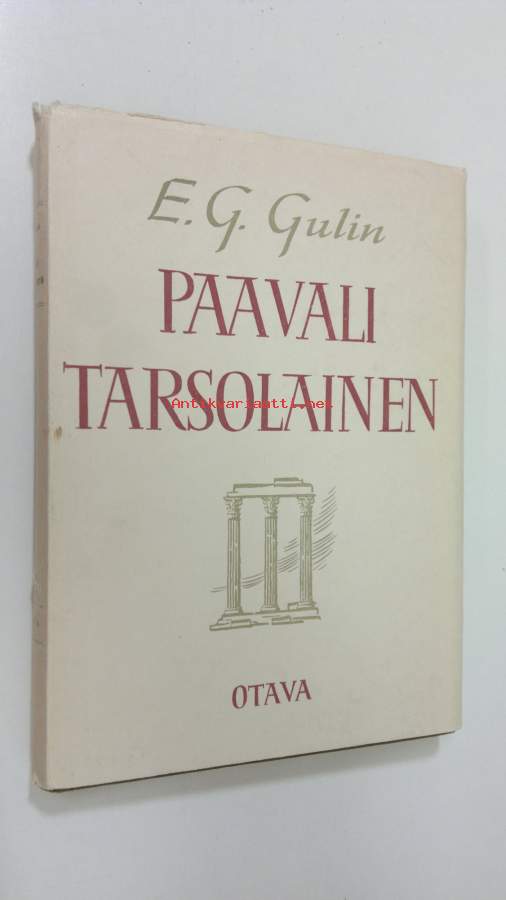 E. G. Gulin
PAAVALI
TARSOLAINEN
Antikvariaatti.net
OTAVA